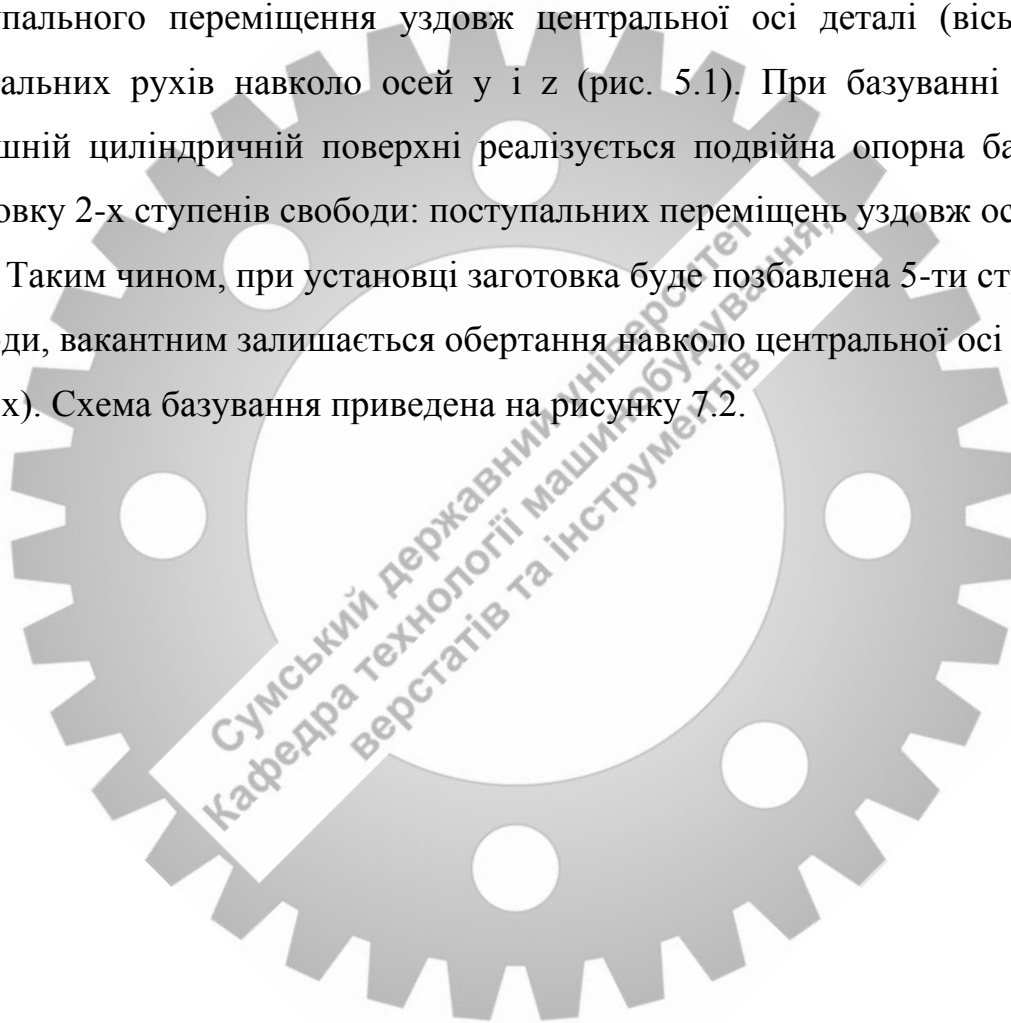 упального переміщення уздовж центральної осі деталі (вісь
альних рухів навколо осей y і z (рис. 5.1). При базуванні
шній циліндричній поверхні реалізується подвійна опорна ба
овку 2-х ступенів свободи: поступальних переміщень уздовж ос
Таким чином, при установці заготовка буде позбавлена 5-ти ст
ди, вакантним залишається обертання навколо центральної осі
х). Схема базування приведена на рисунку 7.2.
Сумський державний університет
Кафедра технології машинобудування,
верстатів та інструментів